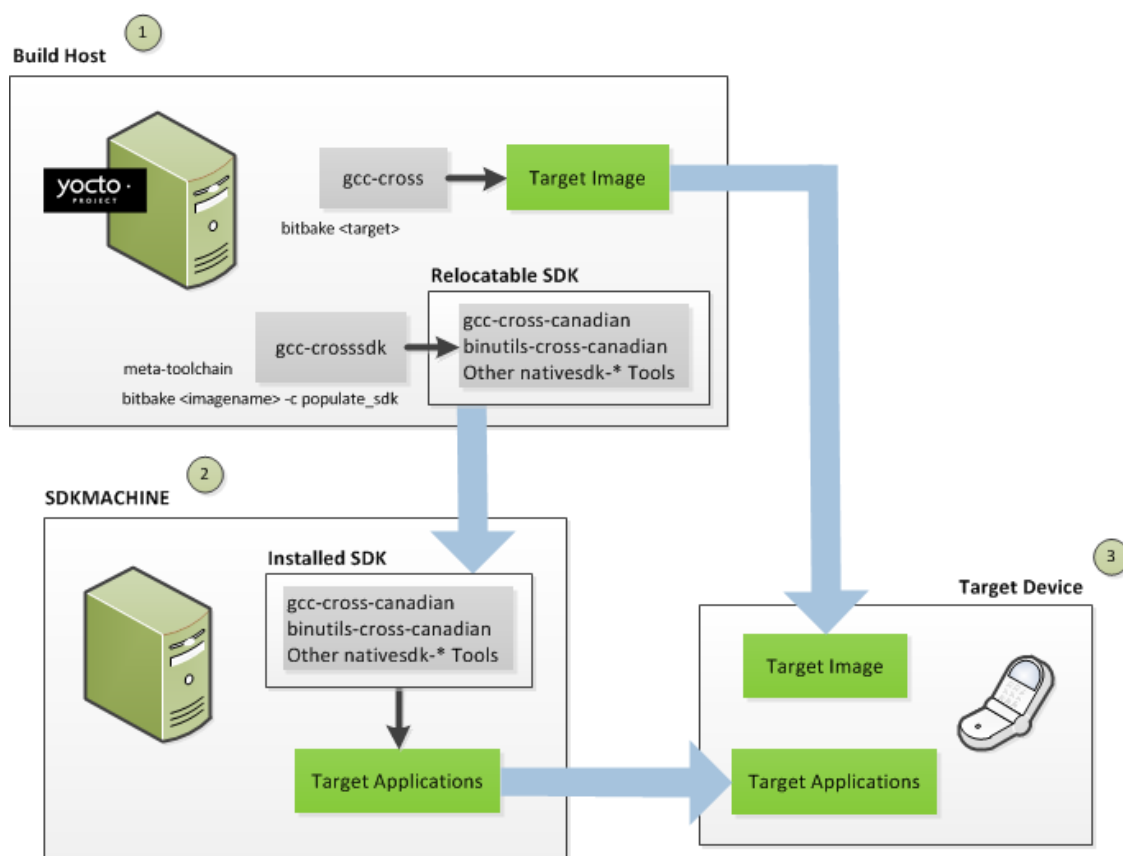 1
Build Host
yocto ·
PROJECT
gcc-cross
Target Image
bitbake <target>
Relocatable SDK
gcc-cross-canadian
binutils-cross-canadian
Other nativesdk-* Tools
gcc-crosssdk
meta-toolchain
bitbake <imagename> -c populate_sdk
2
SDKMACHINE
Installed SDK
gcc-cross-canadian
binutils-cross-canadian
Other nativesdk-* Tools
Target Applications
3
Target Device
Target Image
Target Applications